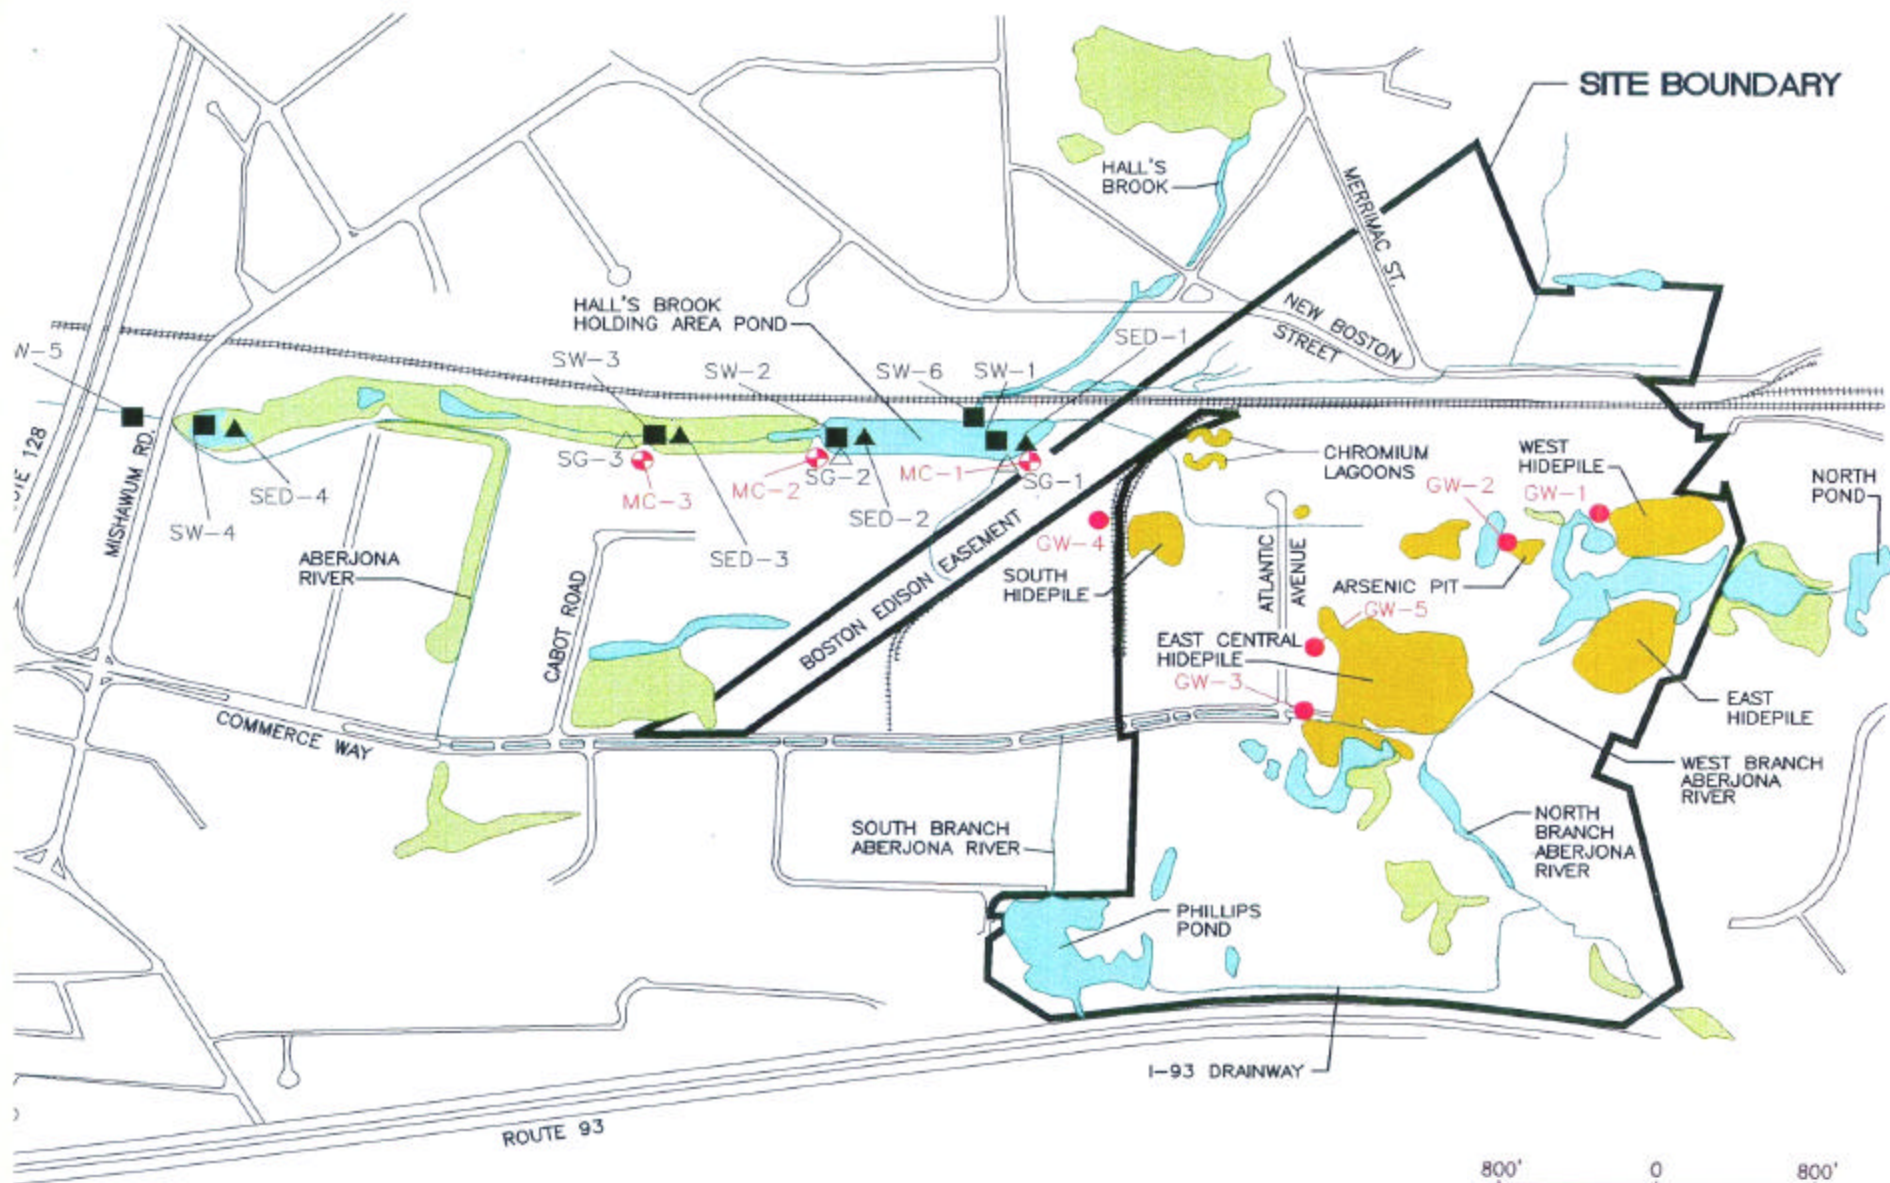 SITE BOUNDARY
HALL'S
BROOK
MERRIMAC ST.
HALL'S BROOK
HOLDING AREA POND
NEW BOSTON
STREET
SED-1
W-5
SW-3
SW-2
SW-6
SW-1
128
MISHAWUM RD.
SW-4
SED-4
SG-3
MC-3
MC-2
SG-2
MC-1
SG-1
SED-2
SED-3
CHROMIUM
LAGOONS
WEST
HIDEPILE
NORTH
POND
GW-2
GW-1
GW-4
ABERJONA
RIVER
CABOT ROAD
BOSTON EDISON EASEMENT
SOUTH
HIDEPILE
ATLANTIC
AVENUE
ARSENIC PIT
GW-5
EAST CENTRAL
HIDEPILE
GW-3
EAST
HIDEPILE
COMMERCE WAY
WEST BRANCH
ABERJONA
RIVER
SOUTH BRANCH
ABERJONA RIVER
NORTH
BRANCH
ABERJONA
RIVER
PHILLIPS
POND
I-93 DRAINWAY
ROUTE 93
800' 0 800'